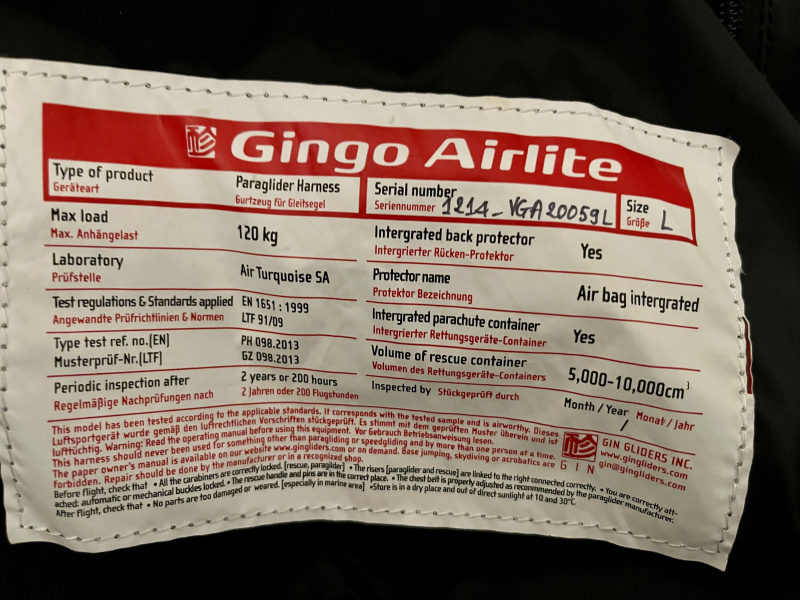 Gingo Airlite
Type of product
Geräteart
Paraglider Harness
Gurtzeug für Gleitsegel
Serial number
Seriennummer 1214-VGA20059L
Size
Größe L
Max load
Max. Anhängelast
120 kg
Intergrated back protector
Intergrierter Rücken-Protektor
Yes
Laboratory
Prüfstelle
Air Turquoise SA
Protector name
Protektor Bezeichnung
Air bag intergrated
Test regulations & Standards applied
Angewandte Prüfrichtlinien & Normen
EN 1651 : 1999
LTF 91/09
Intergrated parachute container
Intergrierter Rettungsgeräte-Container
Yes
Type test ref. no.(EN)
Musterprüf-Nr.(LTF)
PH 098.2013
GZ 098.2013
Volume of rescue container
Volumen des Rettungsgeräte-Containers
5,000-10,000cm³
Periodic inspection after
Regelmäßige Nachprüfungen nach
2 years or 200 hours
2 Jahren oder 200 Flugstunden
Inspected by Stückgeprüft durch
Month / Year Monat / Jahr
/
This model has been tested according to the applicable standards. It corresponds with the tested sample and is airworthy. Dieses
Luftsportgerät wurde gemäß den luftrechtlichen Vorschriften stückgeprüft. Es stimmt mit dem geprüften Muster überein und ist
lufttüchtig. Warning: Read the operating manual before using this equipment. Vor Gebrauch Betriebsanweisung lesen.
This harness should never been used for something other than paragliding or speedgliding and by more than one person at a time.
The paper owner's manual is available on our website www.gingliders.com or on demand. Base jumping, skydiving or acrobatics are
forbidden. Repair should be done by the manufacturer or in a recognized shop.
GIN
GIN GLIDERS INC.
www.gingliders.com
gin@gingliders.com
Before flight, check that • All the carabiners are correctly locked. [rescue, paraglider] • The risers [paraglider and rescue] are linked to the right connected correctly. • You are correctly att-
ached: automatic or mechanical buckles locked. • The rescue handle and pins are in the correct place. • The chest belt is properly adjusted as recommended by the paraglider manufacturer.
After flight, check that • No parts are too damaged or weared. [especially in marine area] •Store is in a dry place and out of direct sunlight at 10 and 30°C.